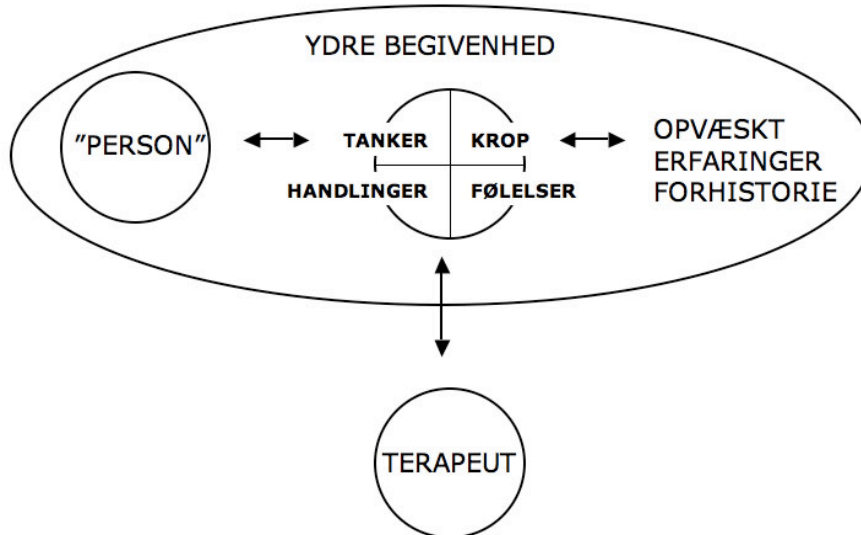 YDRE BEGIVENHED
”PERSON”
TANKER
KROP
HANDLINGER
FØLELSER
OPVÆSKT
ERFARINGER
FORHISTORIE
TERAPEUT